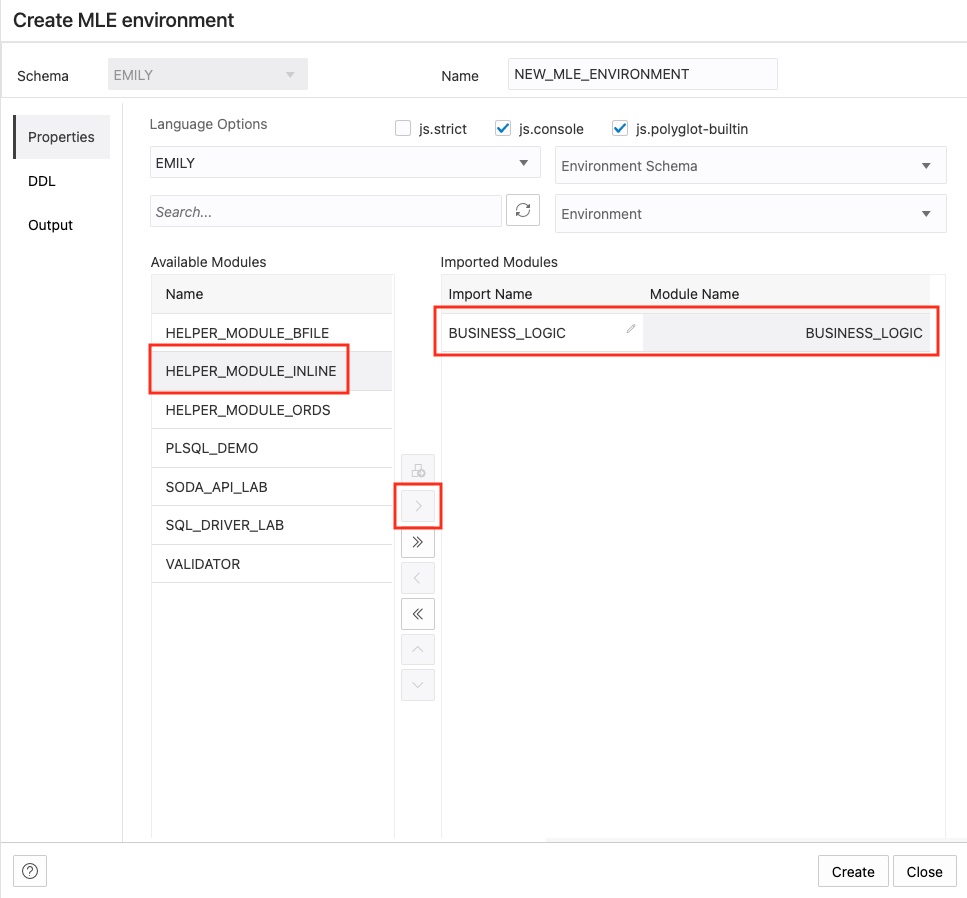 Create MLE environment
Schema EMILY Name NEW_MLE_ENVIRONMENT
Properties
DDL
Output
Language Options js.strict js.console js.polyglot-builtin
EMILY Environment Schema
Search... Environment
Available Modules Imported Modules
Name Import Name Module Name
HELPER_MODULE_BFILE BUSINESS_LOGIC BUSINESS_LOGIC
HELPER_MODULE_INLINE
HELPER_MODULE_ORDS
PLSQL_DEMO
SODA_API_LAB
SQL_DRIVER_LAB
VALIDATOR
Create Close